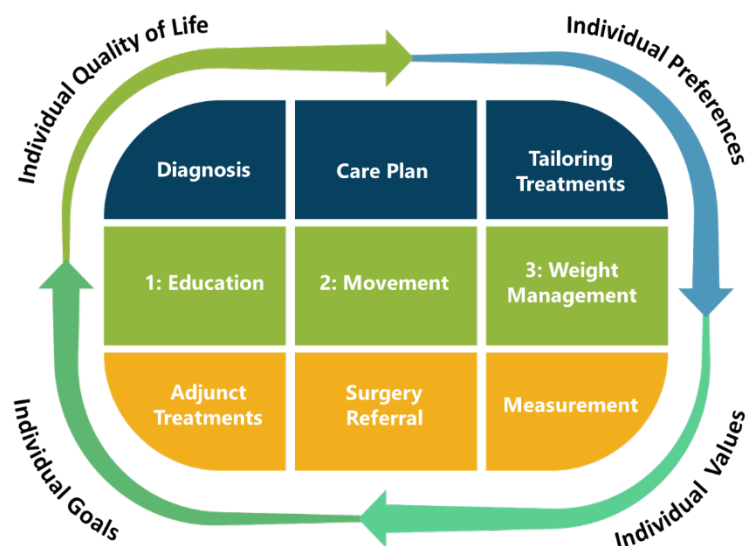 Individual Quality of Life
Individual Preferences
Diagnosis
Care Plan
Tailoring
Treatments
1: Education
2: Movement
3: Weight
Management
Adjunct
Treatments
Surgery
Referral
Measurement
Individual Goals
Individual Values